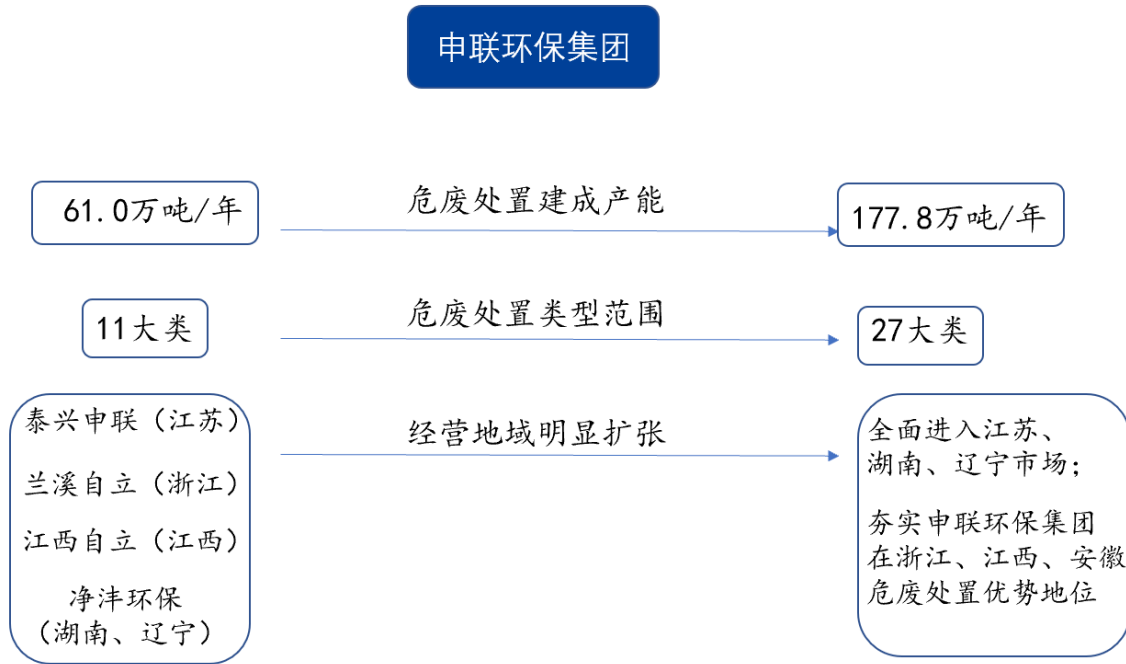 申联环保集团
61.0万吨/年
危废处置建成产能
177.8万吨/年
11大类
危废处置类型范围
27大类
泰兴申联（江苏）
兰溪自立（浙江）
江西自立（江西）
净沣环保
（湖南、辽宁）
经营地域明显扩张
全面进入江苏、
湖南、辽宁市场；
夯实申联环保集团
在浙江、江西、安徽
危废处置优势地位